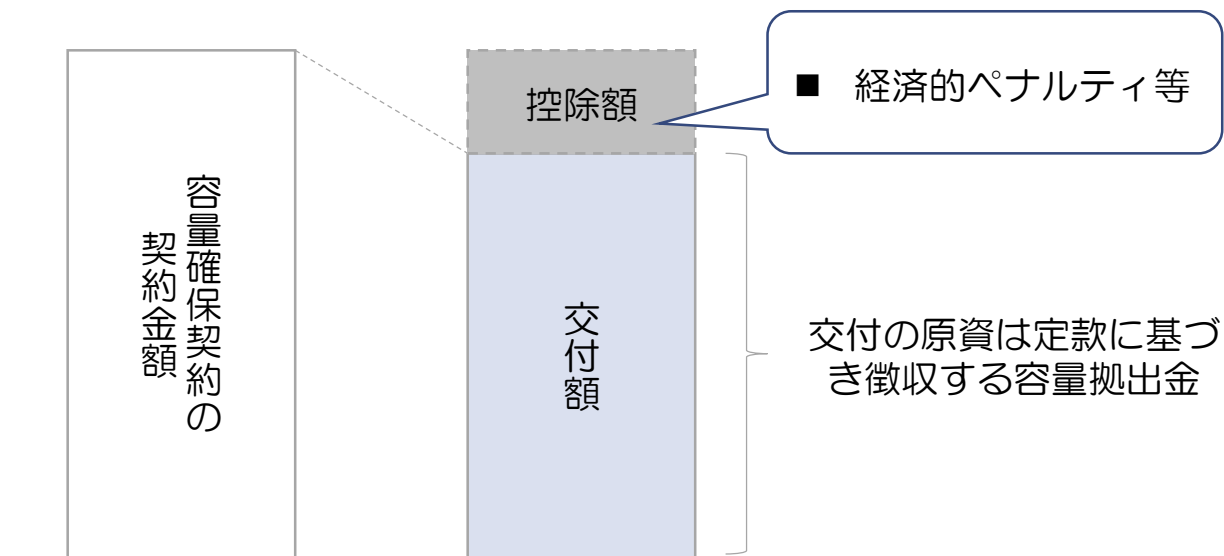 容量確保契約の
契約金額
控除額
■ 経済的ペナルティ等
交付額
交付の原資は定款に基づ
き徴収する容量拠出金